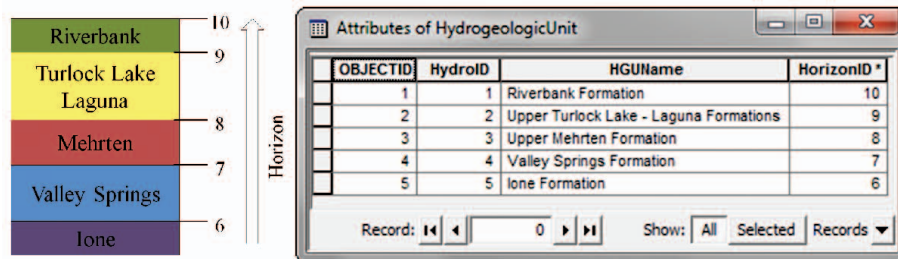 10
Riverbank
9
Turlock Lake
Laguna
8
Mehrten
7
Valley Springs
6
Ione
Horizon
Attributes of HydrogeologicUnit
OBJECTID HydroID HGUName HorizonID *
1 1 Riverbank Formation 10
2 2 Upper Turlock Lake - Laguna Formations 9
3 3 Upper Mehrten Formation 8
4 4 Valley Springs Formation 7
5 5 Ione Formation 6
Record: 0 Show: All Selected Records